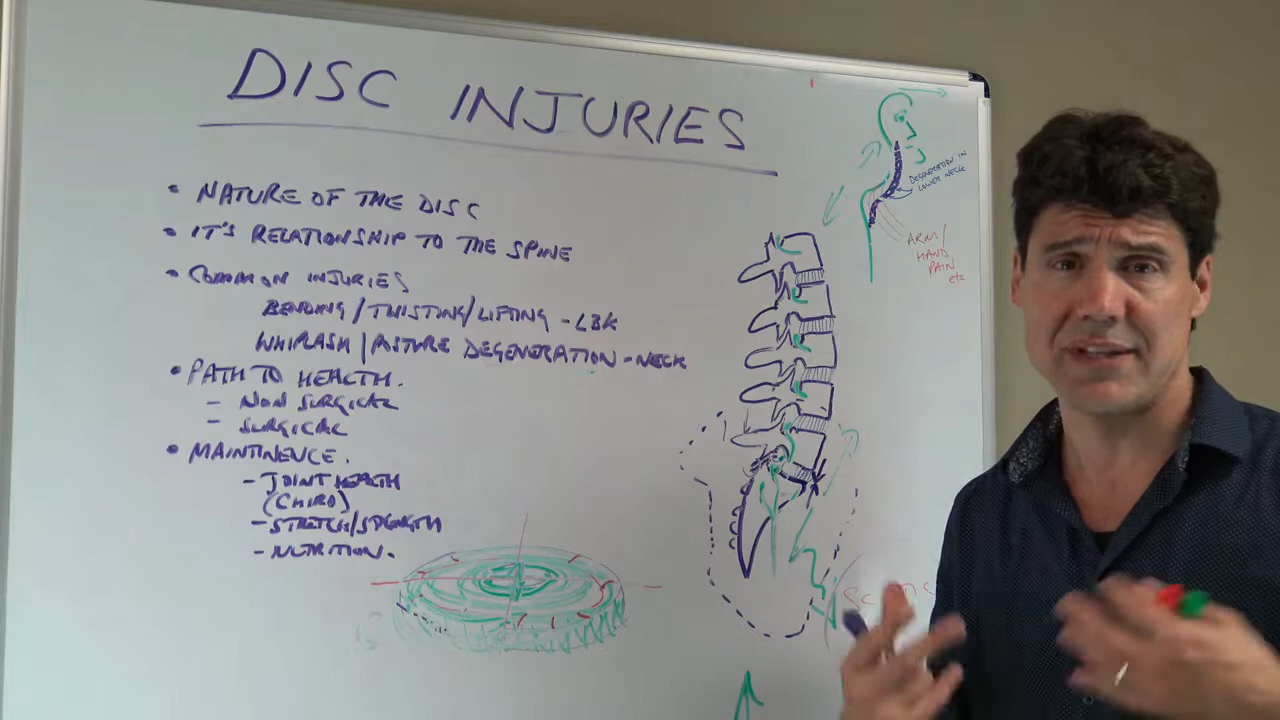 DISC INJURIES
• NATURE OF THE DISC
• IT'S RELATIONSHIP TO THE SPINE
• COMMON INJURIES
BENDING/TWISTING/LIFTING - LBK
WHIPLASH/POSTURE DEGENERATION - NECK
• PATH TO HEALTH.
- NON SURGICAL
- SURGICAL
• MAINTINENCE.
- JOINT HEALTH
(CHIRO)
- STRETCH/STRENGTH
- NUTRITION.
DEGENERATION IN
LOWER NECK
ARM/
HAND
PAIN
etc